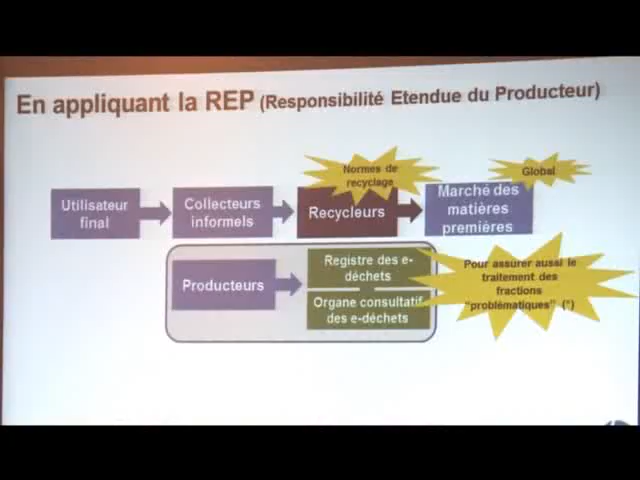 En appliquant la REP (Responsibilité Etendue du Producteur)
Normes de
recyclage
Global
Utilisateur
final
Collecteurs
informels
Recycleurs
Marché des
matières
premières
Producteurs
Registre des e-
déchets
Organe consultatif
des e-déchets
Pour assurer aussi le
traitement des
fractions
"problématiques" (*)